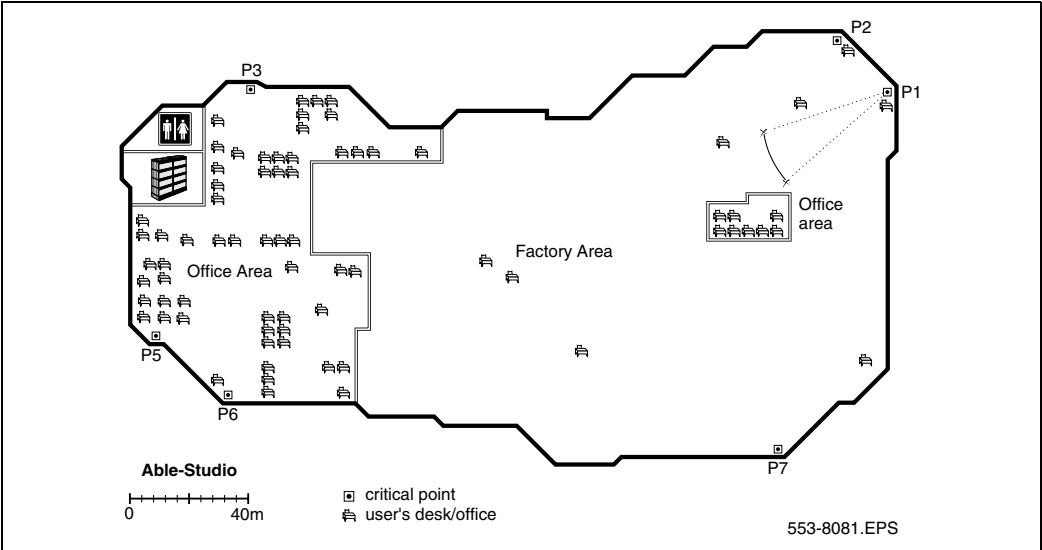 P2
P3
P1
Office
area
Factory Area
Office Area
P5
P6
P7
Able-Studio
0 40m
critical point
user's desk/office
553-8081.EPS